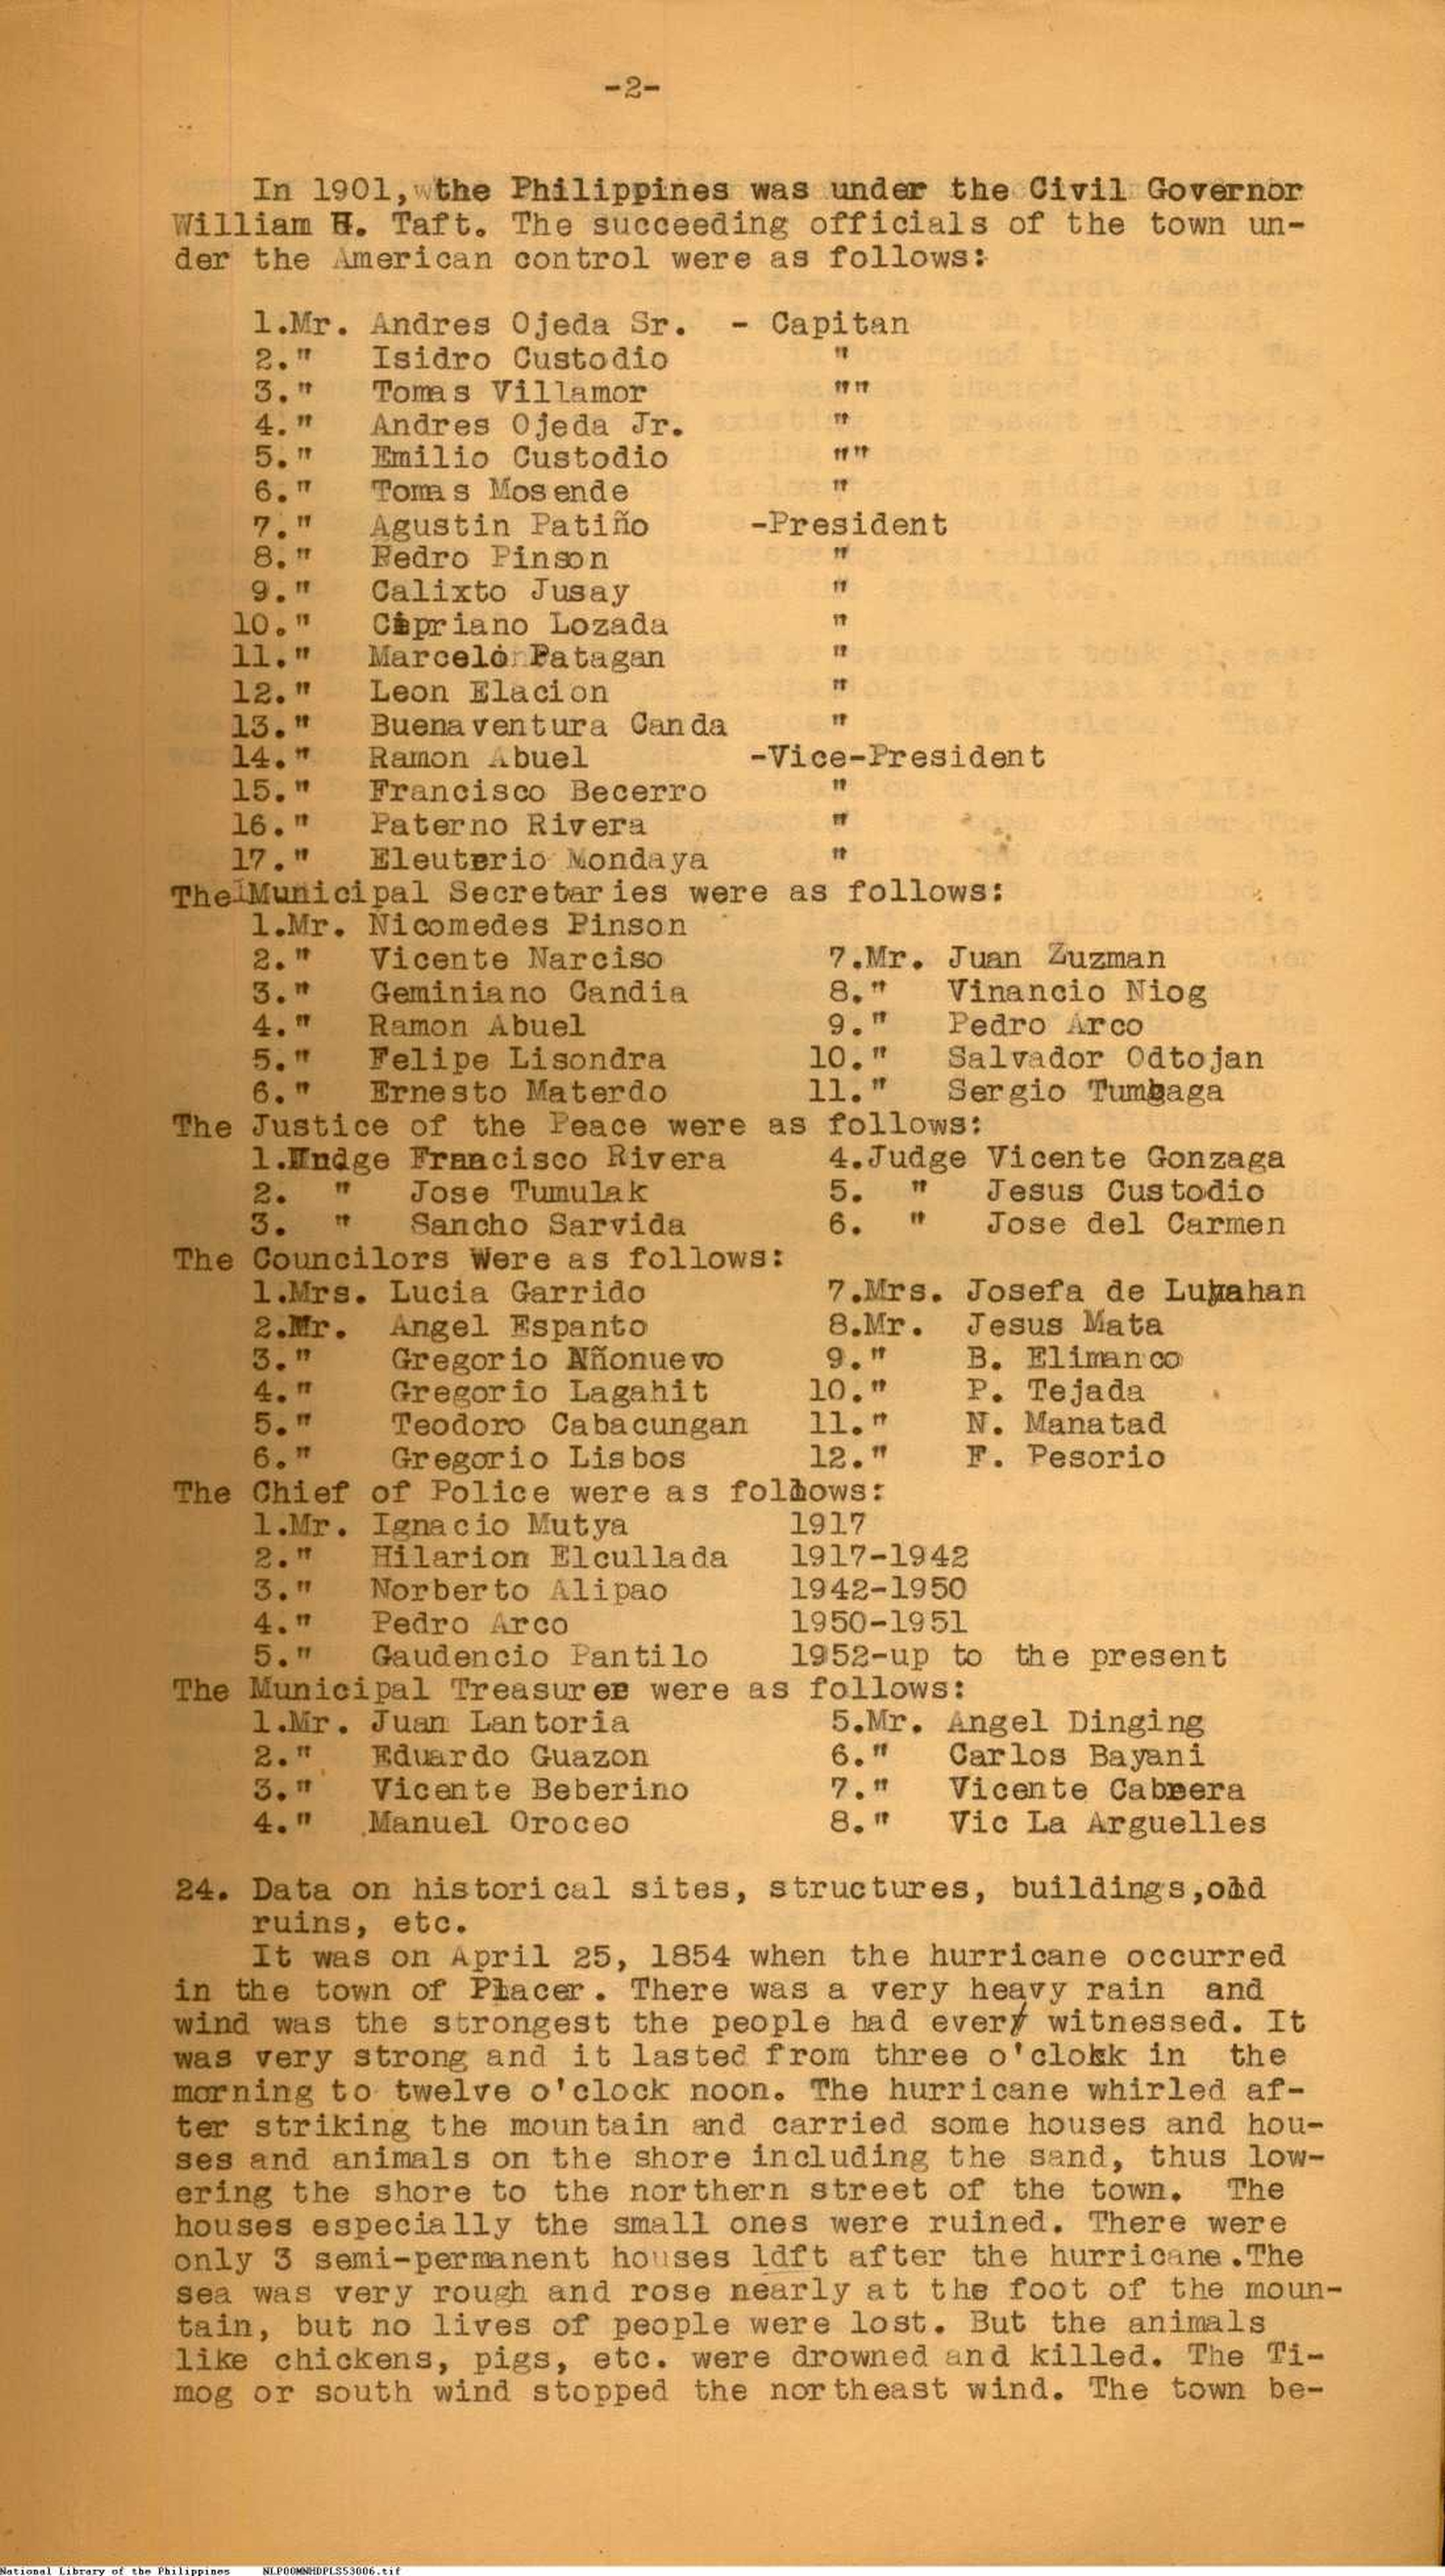 -2-
In 1901, the Philippines was under the Civil Governor
William H. Taft. The succeeding officials of the town un-
der the American control were as follows:
1.Mr. Andres Ojeda Sr. - Capitan
2." Isidro Custodio "
3." Tomas Villamor ""
4." Andres Ojeda Jr. "
5." Emilio Custodio ""
6." Tomas Mosende "
7." Agustin Patiño -President
8." Pedro Pinson "
9." Calixto Jusay "
10." Cipriano Lozada "
11." Marcelo Patagan "
12." Leon Elacion "
13." Buenaventura Canda "
14." Ramon Abuel -Vice-President
15." Francisco Becerro "
16." Paterno Rivera "
17." Eleuterio Mondaya "
The Municipal Secretaries were as follows:
1.Mr. Nicomedes Pinson
2." Vicente Narciso 7.Mr. Juan Zuzman
3." Geminiano Candia 8." Vinancio Niog
4." Ramon Abuel 9." Pedro Arco
5." Felipe Lisondra 10." Salvador Odtojan
6." Ernesto Materdo 11." Sergio Tumbaga
The Justice of the Peace were as follows:
1. Francisco Rivera 4.Judge Vicente Gonzaga
2. " Jose Tumulak 5. " Jesus Custodio
3. " Sancho Sarvida 6. " Jose del Carmen
The Councilors Were as follows:
1.Mrs. Lucia Garrido 7.Mrs. Josefa de
2.Mr. Angel Espanto 8.Mr. Jesus Mata
3." Gregorio Nñonuevo 9." B. Elimanco
4." Gregorio Lagahit 10." P. Tejada
5." Teodoro Cabacungan 11." N. Manatad
6." Gregorio Lisbos 12." F. Pesorio
The Chief of Police were as follows:
1.Mr. Ignacio Mutya 1917
2." Hilarion Elcullada 1917-1942
3." Norberto Alipao 1942-1950
4." Pedro Arco 1950-1951
5." Gaudencio Pantilo 1952-up to the present
The Municipal Treasurer were as follows:
1.Mr. Juan Lantoria 5.Mr. Angel Dinging
2." Eduardo Guazon 6." Carlos Bayani
3." Vicente Beberino 7." Vicente Cabrera
4." Manuel Oroceo 8." Vic La Arguelles
24. Data on historical sites, structures, buildings,old
ruins, etc.
It was on April 25, 1854 when the hurricane occurred
in the town of Placer. There was a very heavy rain and
wind was the strongest the people had ever witnessed. It
was very strong and it lasted from three o'clokk in the
morning to twelve o'clock noon. The hurricane whirled af-
ter striking the mountain and carried some houses and hou-
ses and animals on the shore including the sand, thus low-
ering the shore to the northern street of the town. The
houses especially the small ones were ruined. There were
only 3 semi-permanent houses ldft after the hurricane.The
sea was very rough and rose nearly at the foot of the moun-
tain, but no lives of people were lost. But the animals
like chickens, pigs, etc. were drowned and killed. The Ti-
mog or south wind stopped the northeast wind. The town be-
National Library of the Philippines NLPOOMNHDPLS53006.tif